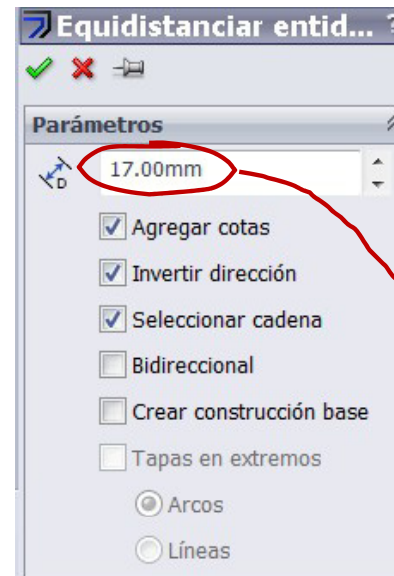 Equidistanciar entid...
Parámetros
D 17.00mm
Agregar cotas
Invertir dirección
Seleccionar cadena
Bidireccional
Crear construcción base
Tapas en extremos
Arcos
Líneas